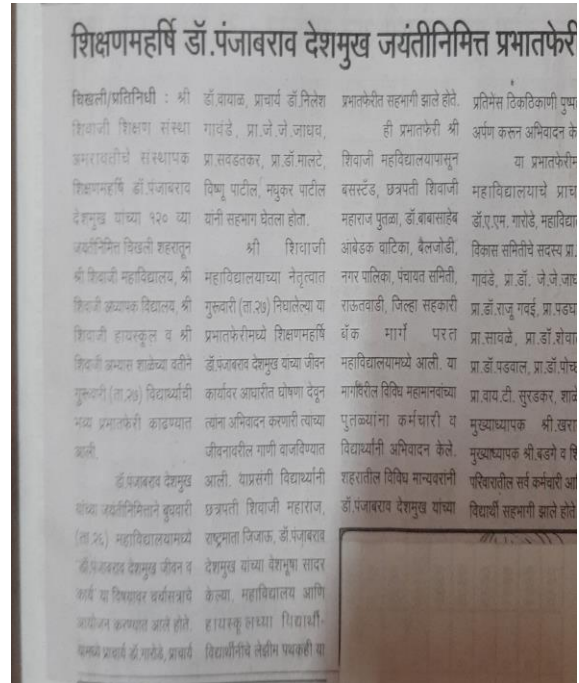 शिक्षणमहर्षि डॉ.पंजाबराव देशमुख जयंतीनिमित्त प्रभातफेरी
चिखली/प्रतिनिधी : श्री
शिवाजी शिक्षण संस्था
अमरावतीचे संस्थापक
शिक्षणमहर्षि डॉ.पंजाबराव
देशमुख यांच्या १२० व्या
जयंतीनिमित्त चिखली शहरातून
श्री शिवाजी महाविद्यालय, श्री
शिवाजी अध्यापक विद्यालय, श्री
शिवाजी हायस्कूल व श्री
शिवाजी अभ्यास शाळेच्या वतीने
गुरूवारी (ता.२७) विद्यार्थ्यांची
भव्य प्रभातफेरी काढण्यात
आली.
डॉ.पंजाबराव देशमुख
यांच्या जयंतीनिमित्ताने बुधवारी
(ता.२६) महाविद्यालयामध्ये
डॉ.पंजाबराव देशमुख जीवन व
कार्य या विषयावर चर्चासत्राचे
आयोजन करण्यात आले होते.
यामध्ये प्राचार्य डॉ.गारोडे, प्राचार्य
डॉ.वायाळ, प्राचार्य डॉ.निलेश
गावंडे, प्रा.जे.जे.जाधव,
प्रा.सवडतकर, प्रा.डॉ मालटे,
विष्णू पाटील, मधुकर पाटील
यांनी सहभाग घेतला होता.
श्री शिवाजी
महाविद्यालयाच्या नेतृत्वात
गुरूवारी (ता.२७) निघालेल्या या
प्रभातफेरीमध्ये शिक्षणमहर्षि
डॉ.पंजाबराव देशमुख यांच्या जीवन
कार्यावर आधारीत घोषणा देवून
त्यांना अभिवादन करणारी त्यांच्या
जीवनावरील गाणी वाजविण्यात
आली. याप्रसंगी विद्यार्थ्यांनी
छत्रपती शिवाजी महाराज,
राष्ट्रमाता जिजाऊ, डॉ.पंजाबराव
देशमुख यांच्या वेशभूषा सादर
केल्या. महाविद्यालय आणि
हायस्कूलच्या विद्यार्थी-
विद्यार्थीनींचे लेझीम पथकही या
प्रभातफेरीत सहभागी झाले होते.
ही प्रभातफेरी श्री
शिवाजी महाविद्यालयापासून
बसस्टँड, छत्रपती शिवाजी
महाराज पुतळा, डॉ.बाबासाहेब
आंबेडक वाटिका, बैलजोडी,
नगर पालिका, पंचायत समिती,
राऊतवाडी, जिल्हा सहकारी
बँक मार्गे परत
महाविद्यालयामध्ये आली. या
मार्गावरील विविध महामानवांच्या
पुतळ्यांना कर्मचारी व
विद्यार्थ्यांनी अभिवादन केले.
शहरातील विविध मान्यवरांनी
डॉ.पंजाबराव देशमुख यांच्या
प्रतिमेस ठिकठिकाणी
अर्पण करून अभिवादन
या
महाविद्यालयाचे
डॉ.ए.एम. गारोडे,
विकास समितीचे सदस्य प्रा.
गावंडे, प्रा.डॉ. जे.जे.
प्रा.डॉ.राजू गवई,
प्रा.सावळे,
प्रा.डॉ.पडवाल,
प्रा.वाय.टी. सुरडकर,
मुख्याध्यापक
मुख्याध्यापक श्री.बडगे व
परिवारातील सर्व कर्मचारी
विद्यार्थी सहभागी झाले होते